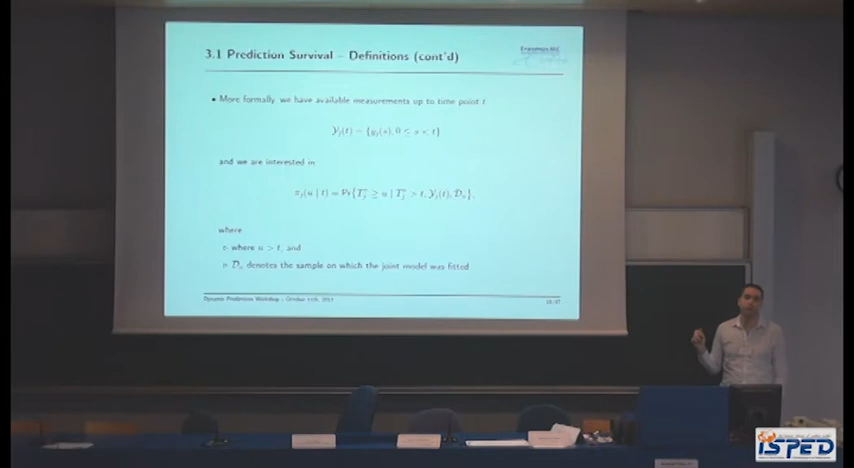 3.1 Prediction Survival – Definitions (cont'd)
Erasmus MC
• More formally, we have available measurements up to time point t
𝒴ⱼ(t) = {yⱼ(s), 0 ≤ s < t}
and we are interested in
πⱼ(u | t) = Pr{Tⱼ* ≥ u | Tⱼ* > t, 𝒴ⱼ(t), 𝒟ₙ},
where
▷ where u > t, and
▷ 𝒟ₙ denotes the sample on which the joint model was fitted
Dynamic Predictions Workshop – October 11th, 2012
ISPED